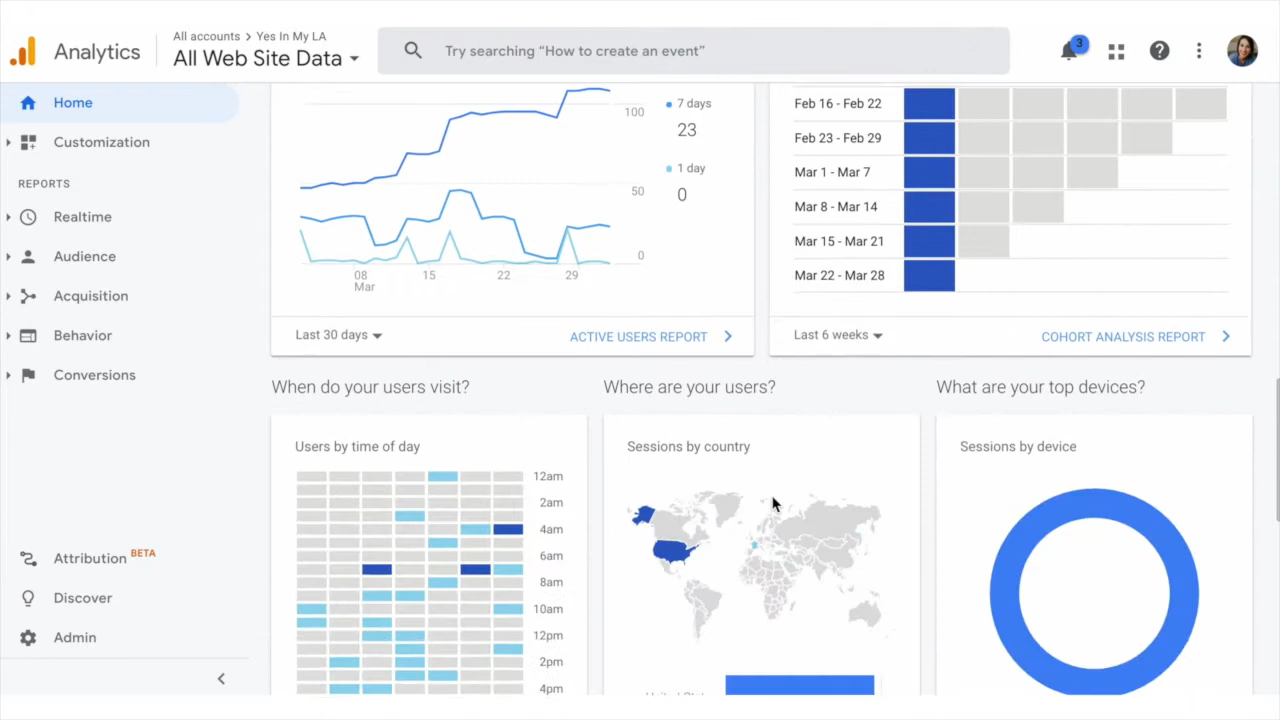 Analytics
All accounts > Yes In My LA
All Web Site Data
Try searching “How to create an event”
3
Home
Customization
REPORTS
Realtime
Audience
Acquisition
Behavior
Conversions
Attribution BETA
Discover
Admin
100
50
0
08
Mar
15
22
29
7 days
23
1 day
0
Last 30 days
ACTIVE USERS REPORT
Feb 16 - Feb 22
Feb 23 - Feb 29
Mar 1 - Mar 7
Mar 8 - Mar 14
Mar 15 - Mar 21
Mar 22 - Mar 28
Last 6 weeks
COHORT ANALYSIS REPORT
When do your users visit?
Users by time of day
12am
2am
4am
6am
8am
10am
12pm
2pm
4pm
Where are your users?
Sessions by country
What are your top devices?
Sessions by device